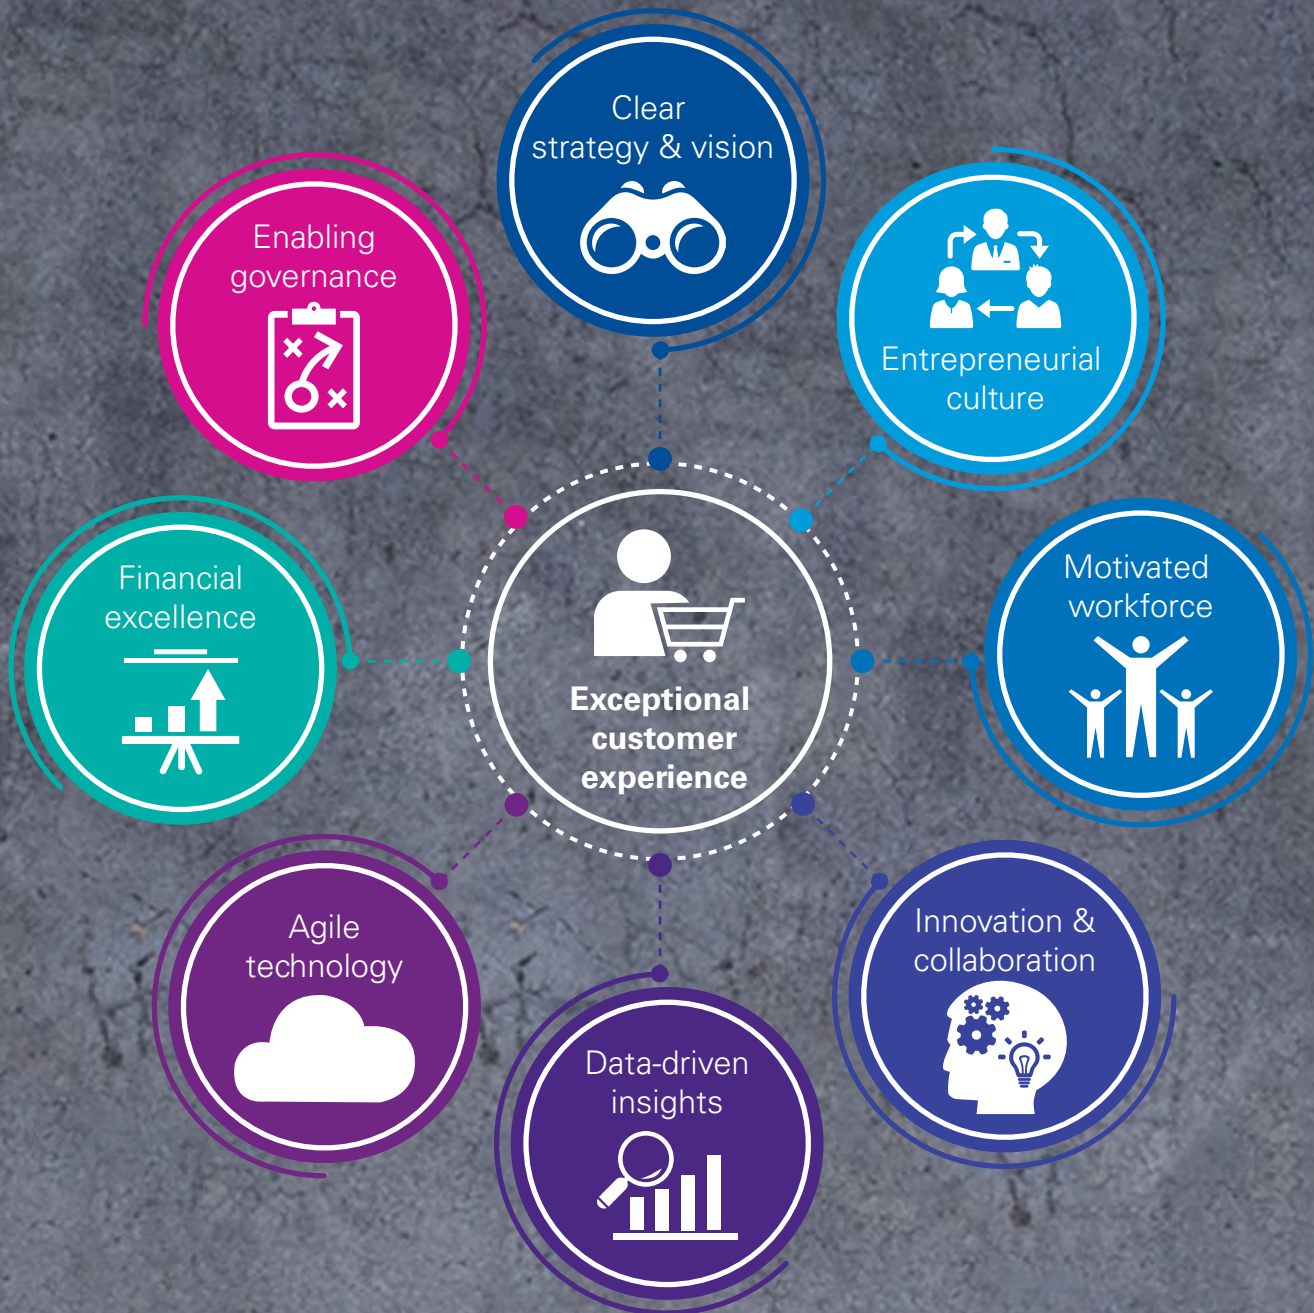 Clear
strategy & vision
Entrepreneurial
culture
Motivated
workforce
Innovation &
collaboration
Data-driven
insights
Agile
technology
Financial
excellence
Enabling
governance
Exceptional
customer
experience